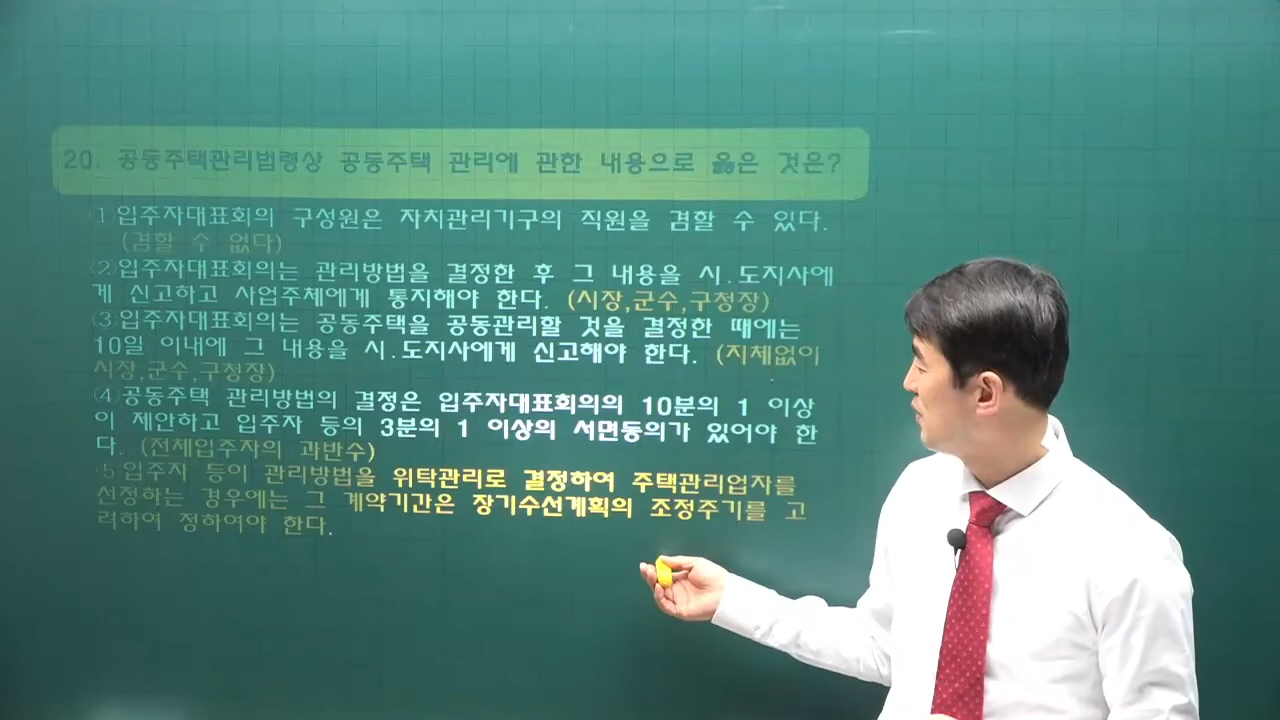 20. 공동주택관리법령상 공동주택 관리에 관한 내용으로 옳은 것은?
(1)입주자대표회의 구성원은 자치관리기구의 직원을 겸할 수 있다.
(겸할 수 없다)
(2)입주자대표회의는 관리방법을 결정한 후 그 내용을 시.도지사에
게 신고하고 사업주체에게 통지해야 한다. (시장,군수,구청장)
(3)입주자대표회의는 공동주택을 공동관리할 것을 결정한 때에는
10일 이내에 그 내용을 시.도지사에게 신고해야 한다. (지체없이
시장,군수,구청장)
(4)공동주택 관리방법의 결정은 입주자대표회의의 10분의 1 이상
이 제안하고 입주자 등의 3분의 1 이상의 서면동의가 있어야 한
다. (전체입주자의 과반수)
(5)입주자 등이 관리방법을 위탁관리로 결정하여 주택관리업자를
선정하는 경우에는 그 계약기간은 장기수선계획의 조정주기를 고
려하여 정하여야 한다.